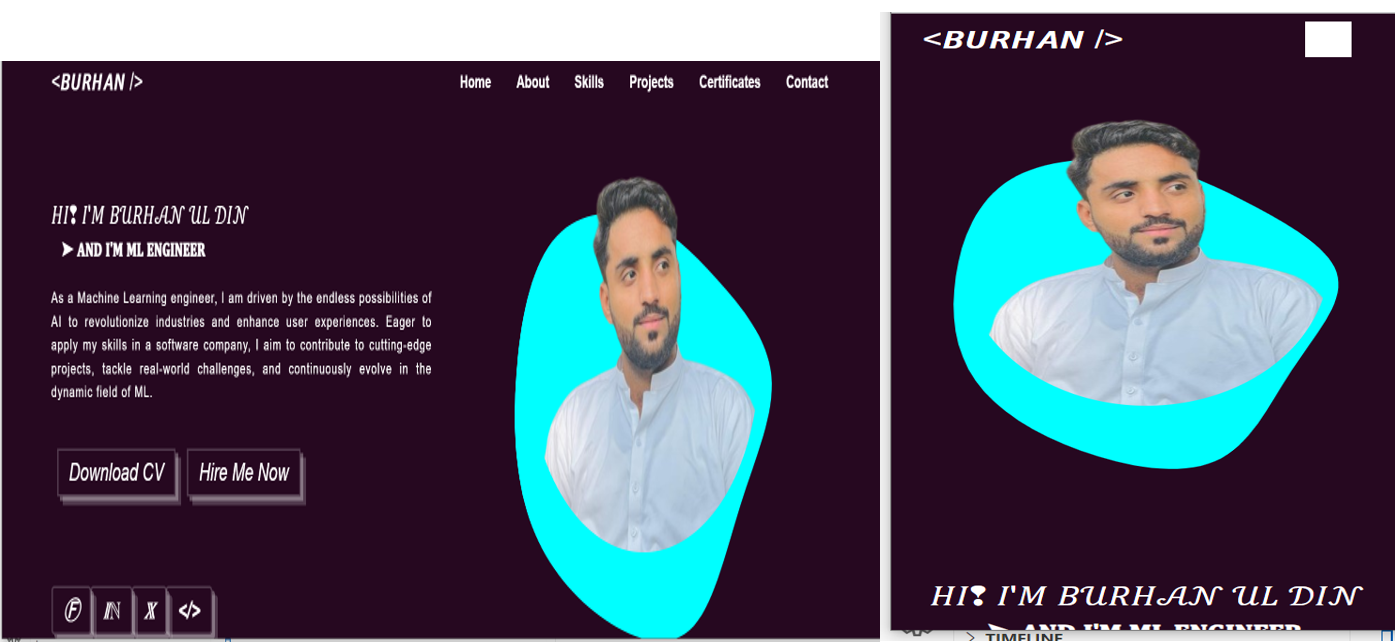 <BURHAN />
Home About Skills Projects Certificates Contact
HI❣ I'M BURHAN UL DIN
➤ AND I'M ML ENGINEER
As a Machine Learning engineer, I am driven by the endless possibilities of
AI to revolutionize industries and enhance user experiences. Eager to
apply my skills in a software company, I aim to contribute to cutting-edge
projects, tackle real-world challenges, and continuously evolve in the
dynamic field of ML.
Download CV Hire Me Now
Ⓕ ℕ 𝕏 </>
<BURHAN />
HI❣ I'M BURHAN UL DIN
➤ AND I'M ML ENGINEER
> TIMELINE